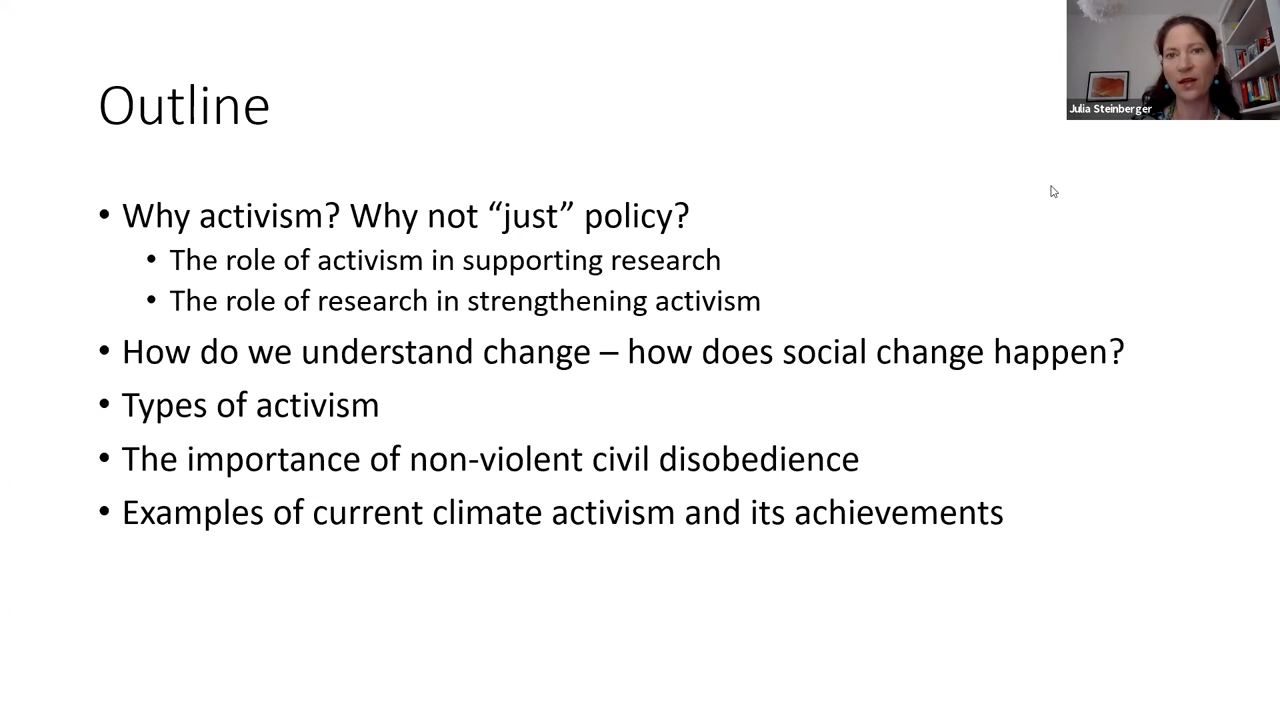 Outline
Julia Steinberger
• Why activism? Why not “just” policy?
• The role of activism in supporting research
• The role of research in strengthening activism
• How do we understand change – how does social change happen?
• Types of activism
• The importance of non-violent civil disobedience
• Examples of current climate activism and its achievements